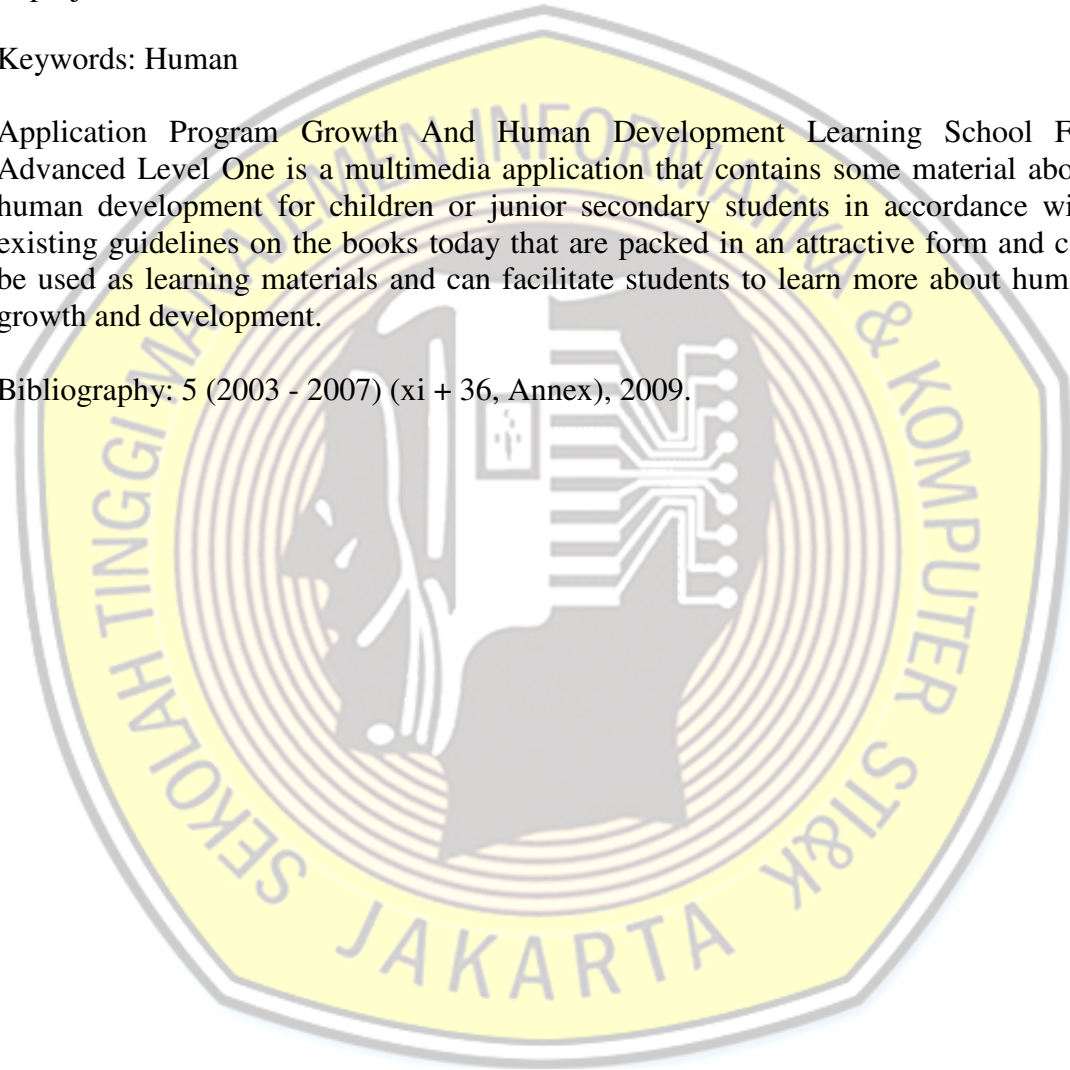 Keywords: Human
Application Program Growth And Human Development Learning School F
Advanced Level One is a multimedia application that contains some material abo
human development for children or junior secondary students in accordance wi
existing guidelines on the books today that are packed in an attractive form and c
be used as learning materials and can facilitate students to learn more about hum
growth and development.
Bibliography: 5 (2003 - 2007) (xi + 36, Annex), 2009.
SEKOLAH TINGGI MANAJEMEN INFORMATIKA & KOMPUTER STI&K
JAKARTA